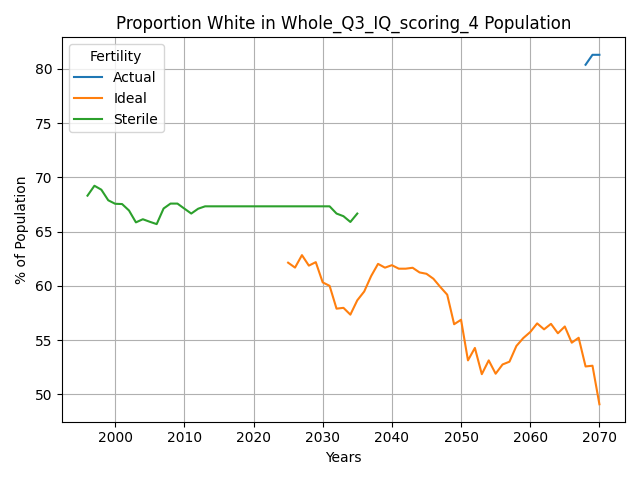 Proportion White in Whole_Q3_IQ_scoring_4 Population
Fertility
Actual
Ideal
Sterile
% of Population
80
75
70
65
60
55
50
2000
2010
2020
2030
2040
2050
2060
2070
Years